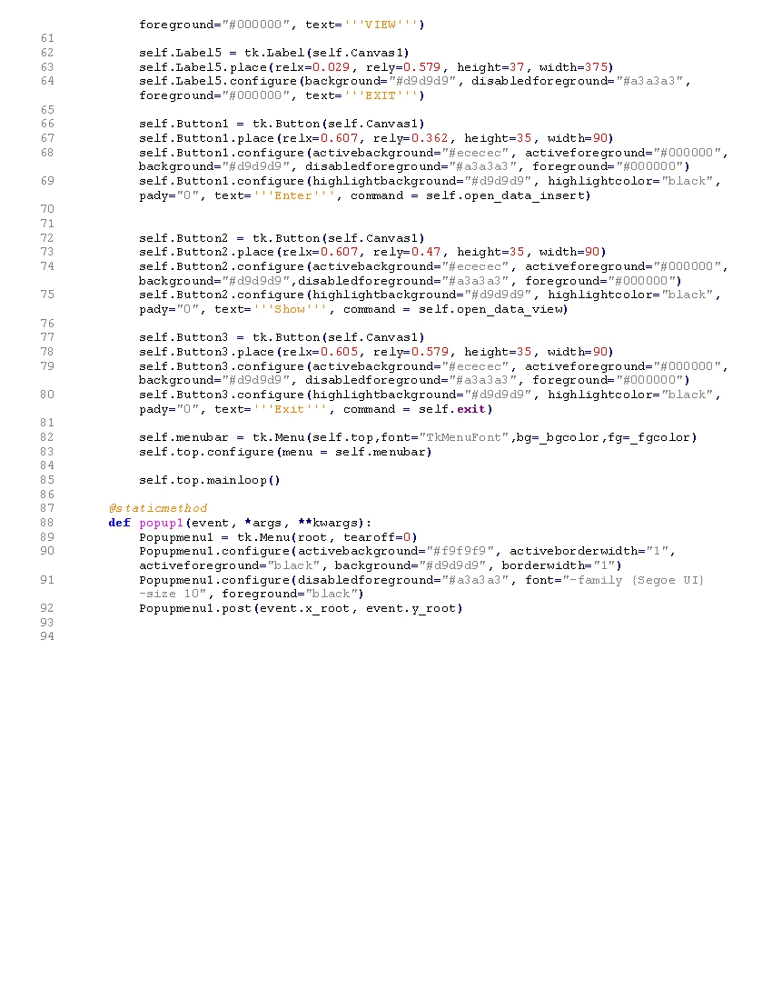 foreground="#000000", text='''VIEW''')
61
62 self.Label5 = tk.Label(self.Canvas1)
63 self.Label5.place(relx=0.029, rely=0.579, height=37, width=375)
64 self.Label5.configure(background="#d9d9d9", disabledforeground="#a3a3a3",
foreground="#000000", text='''EXIT''')
65
66 self.Button1 = tk.Button(self.Canvas1)
67 self.Button1.place(relx=0.607, rely=0.362, height=35, width=90)
68 self.Button1.configure(activebackground="#ececec", activeforeground="#000000",
background="#d9d9d9", disabledforeground="#a3a3a3", foreground="#000000")
69 self.Button1.configure(highlightbackground="#d9d9d9", highlightcolor="black",
pady="0", text='''Enter''', command = self.open_data_insert)
70
71
72 self.Button2 = tk.Button(self.Canvas1)
73 self.Button2.place(relx=0.607, rely=0.47, height=35, width=90)
74 self.Button2.configure(activebackground="#ececec", activeforeground="#000000",
background="#d9d9d9",disabledforeground="#a3a3a3", foreground="#000000")
75 self.Button2.configure(highlightbackground="#d9d9d9", highlightcolor="black",
pady="0", text='''Show''', command = self.open_data_view)
76
77 self.Button3 = tk.Button(self.Canvas1)
78 self.Button3.place(relx=0.605, rely=0.579, height=35, width=90)
79 self.Button3.configure(activebackground="#ececec", activeforeground="#000000",
background="#d9d9d9", disabledforeground="#a3a3a3", foreground="#000000")
80 self.Button3.configure(highlightbackground="#d9d9d9", highlightcolor="black",
pady="0", text='''Exit''', command = self.exit)
81
82 self.menubar = tk.Menu(self.top,font="TkMenuFont",bg=_bgcolor,fg=_fgcolor)
83 self.top.configure(menu = self.menubar)
84
85 self.top.mainloop()
86
87 @staticmethod
88 def popup1(event, *args, **kwargs):
89 Popupmenu1 = tk.Menu(root, tearoff=0)
90 Popupmenu1.configure(activebackground="#f9f9f9", activeborderwidth="1",
activeforeground="black", background="#d9d9d9", borderwidth="1")
91 Popupmenu1.configure(disabledforeground="#a3a3a3", font="-family {Segoe UI}
-size 10", foreground="black")
92 Popupmenu1.post(event.x_root, event.y_root)
93
94